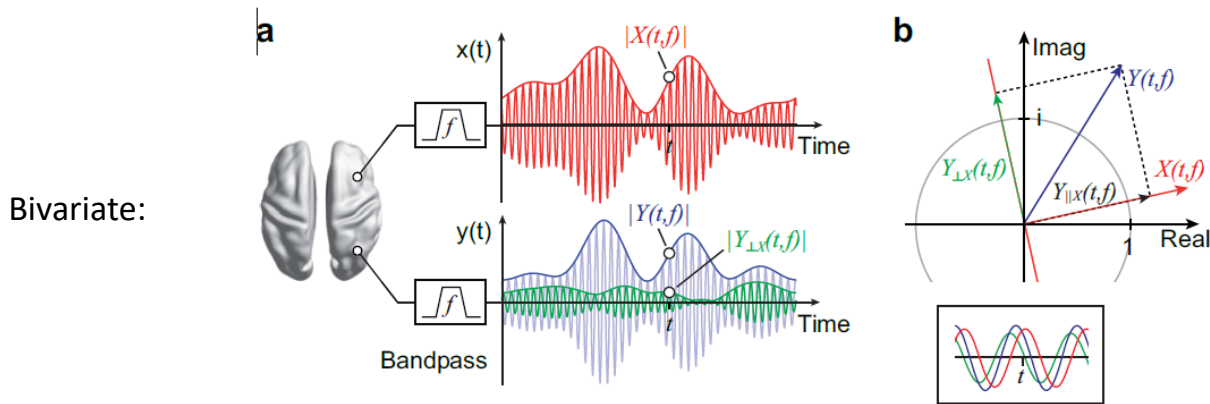 Bivariate:
a
x(t)
|X(t,f)|
f
t
Time
y(t)
|Y(t,f)|
|Y⊥X(t,f)|
f
t
Time
Bandpass
b
Imag
Y(t,f)
i
Y⊥X(t,f)
X(t,f)
Y||X(t,f)
1
Real
t